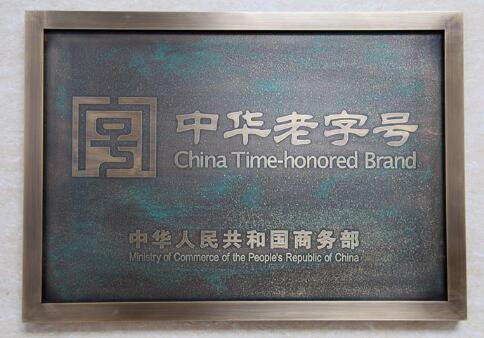 号
中华老字号
China Time-honored Brand
中华人民共和国商务部
Ministry of Commerce of the People's Republic of China